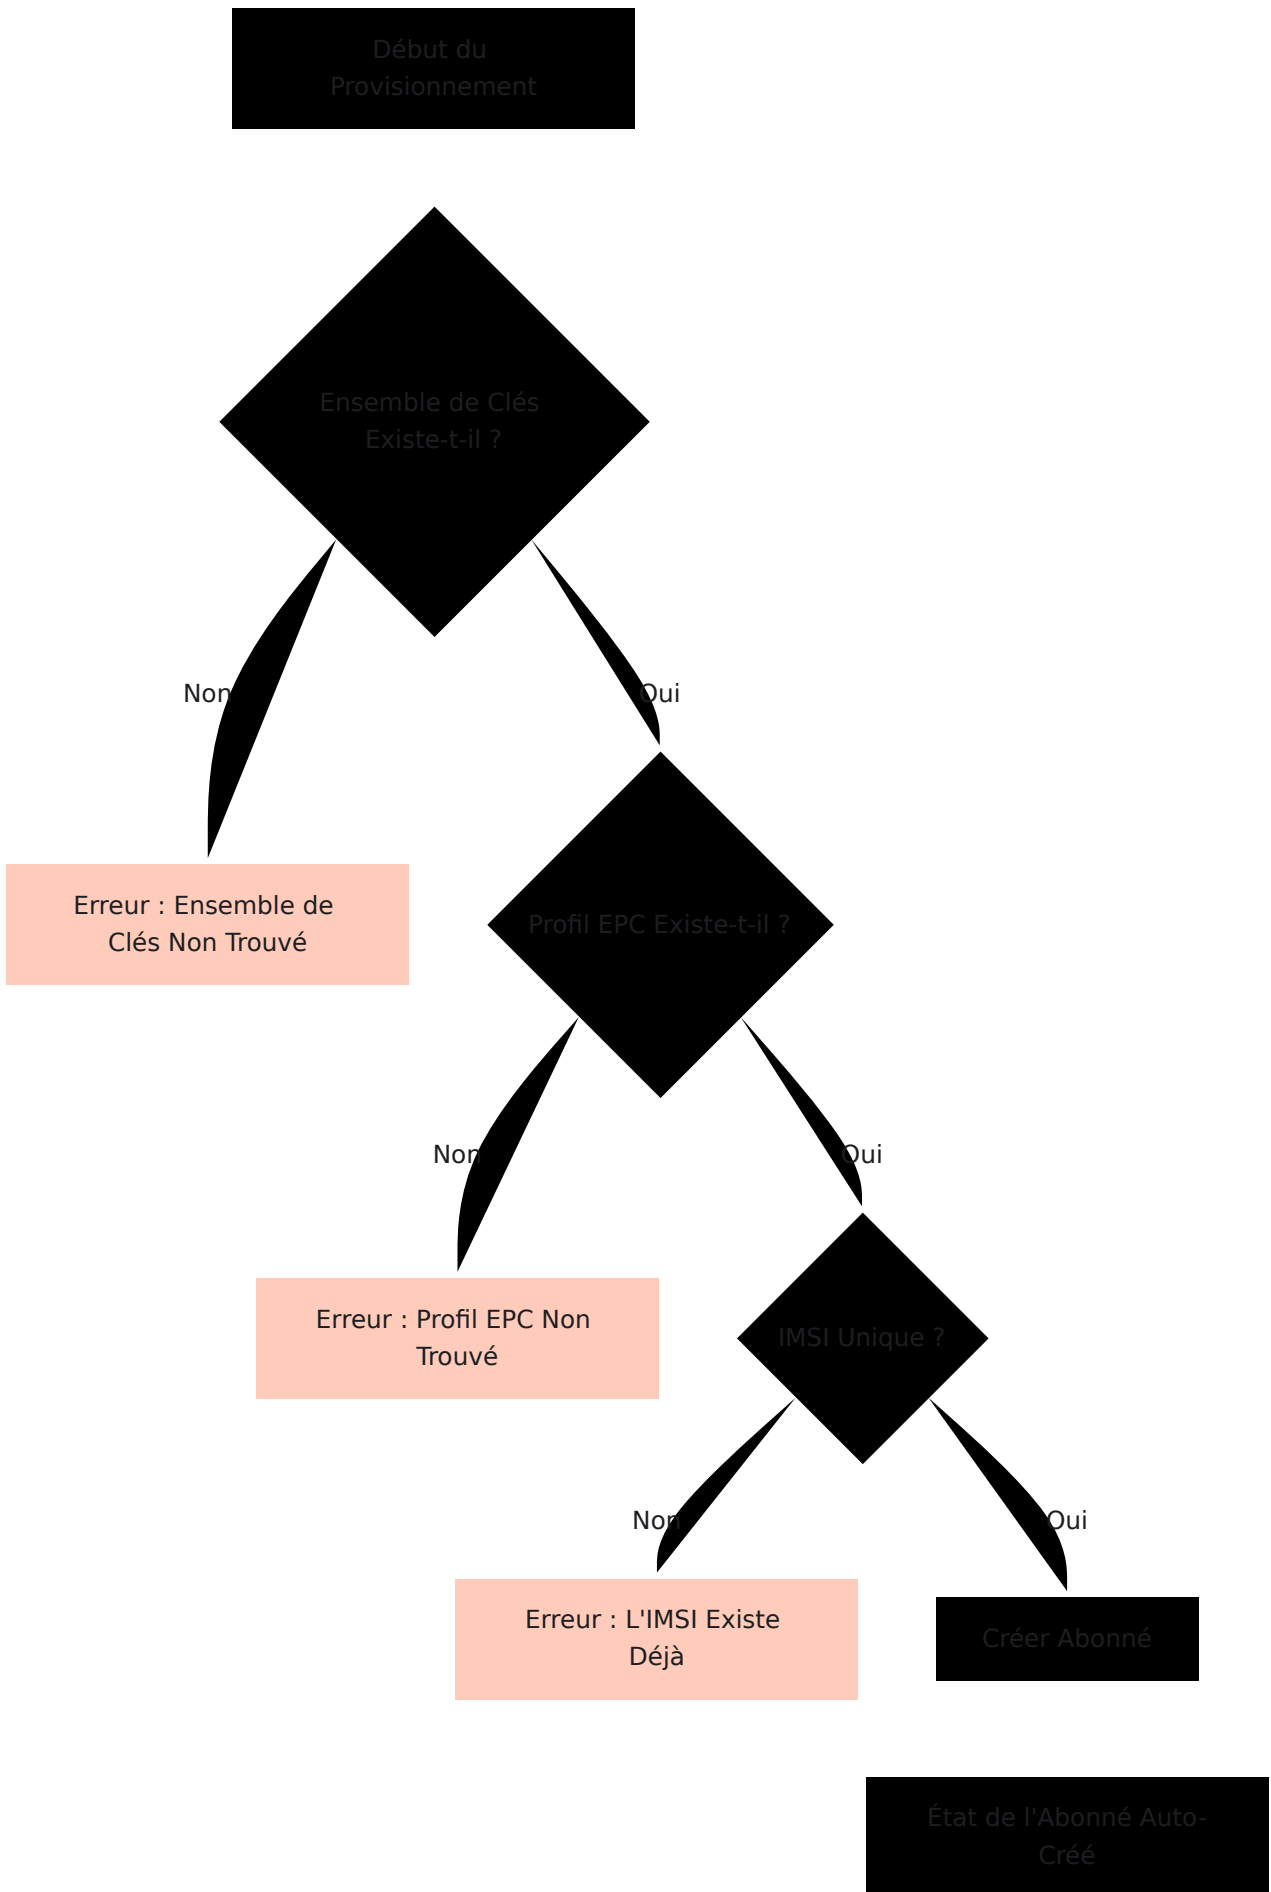 Début du
Provisionnement
Ensemble de Clés
Existe-t-il ?
Non
Oui
Erreur : Ensemble de
Clés Non Trouvé
Profil EPC Existe-t-il ?
Non
Oui
Erreur : Profil EPC Non
Trouvé
IMSI Unique ?
Non
Oui
Erreur : L'IMSI Existe
Déjà
Créer Abonné
État de l'Abonné Auto-
Créé